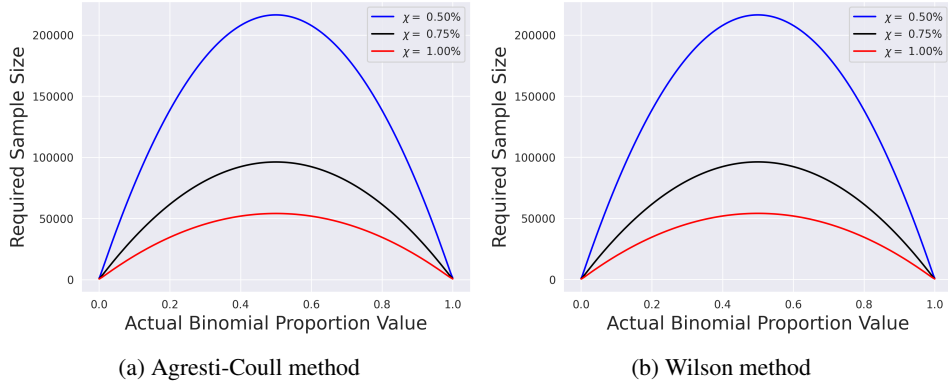 Required Sample Size
200000
150000
100000
50000
0
χ = 0.50%
χ = 0.75%
χ = 1.00%
0.0 0.2 0.4 0.6 0.8 1.0
Actual Binomial Proportion Value
(a) Agresti-Coull method
Required Sample Size
200000
150000
100000
50000
0
χ = 0.50%
χ = 0.75%
χ = 1.00%
0.0 0.2 0.4 0.6 0.8 1.0
Actual Binomial Proportion Value
(b) Wilson method